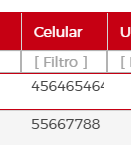 Celular U
[ Filtro ] [
456465464
55667788